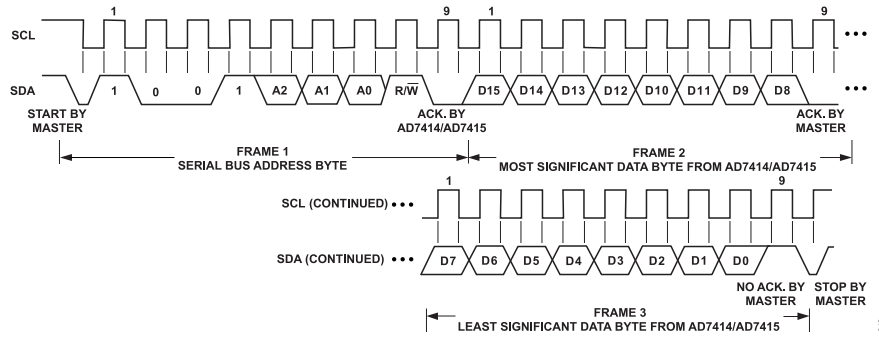 1 9 1 9
SCL
SDA 1 0 0 1 A2 A1 A0 R/W D15 D14 D13 D12 D10 D11 D9 D8
START BY
MASTER
ACK. BY
AD7414/AD7415
ACK. BY
MASTER
FRAME 1
SERIAL BUS ADDRESS BYTE
FRAME 2
MOST SIGNIFICANT DATA BYTE FROM AD7414/AD7415
1 9
SCL (CONTINUED)
SDA (CONTINUED) D7 D6 D5 D4 D3 D2 D1 D0
NO ACK. BY
MASTER
STOP BY
MASTER
FRAME 3
LEAST SIGNIFICANT DATA BYTE FROM AD7414/AD7415